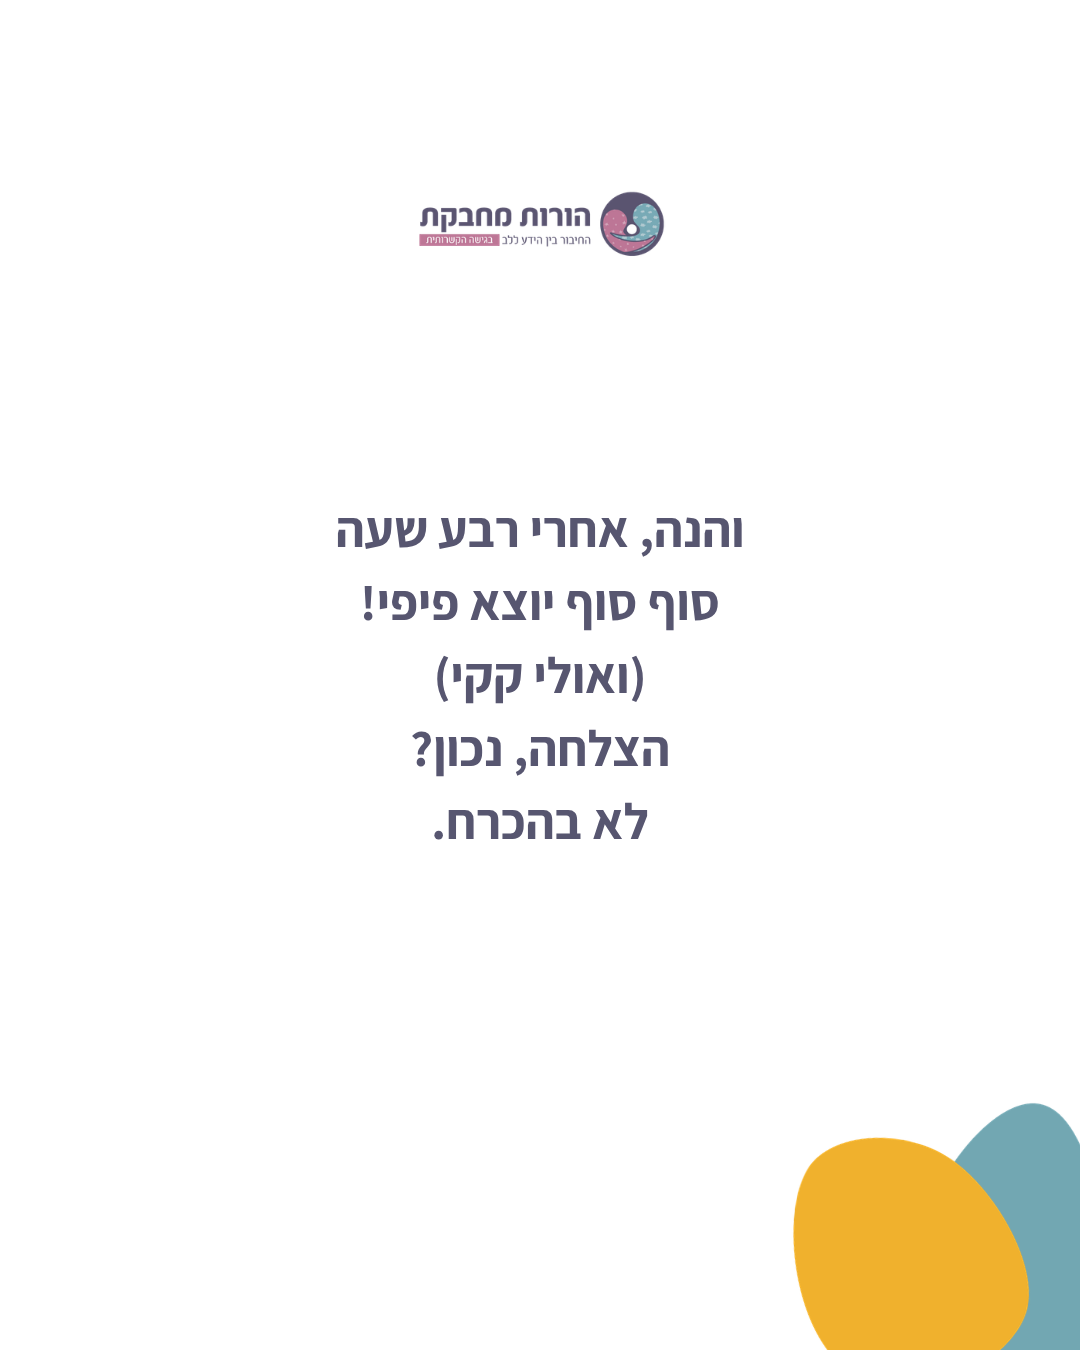 הורות מחבקת
החיבור בין הידע ללב בגישה הקשרותית
והנה, אחרי רבע שעה
סוף סוף יוצא פיפי!
(ואולי קקי)
הצלחה, נכון?
לא בהכרח.